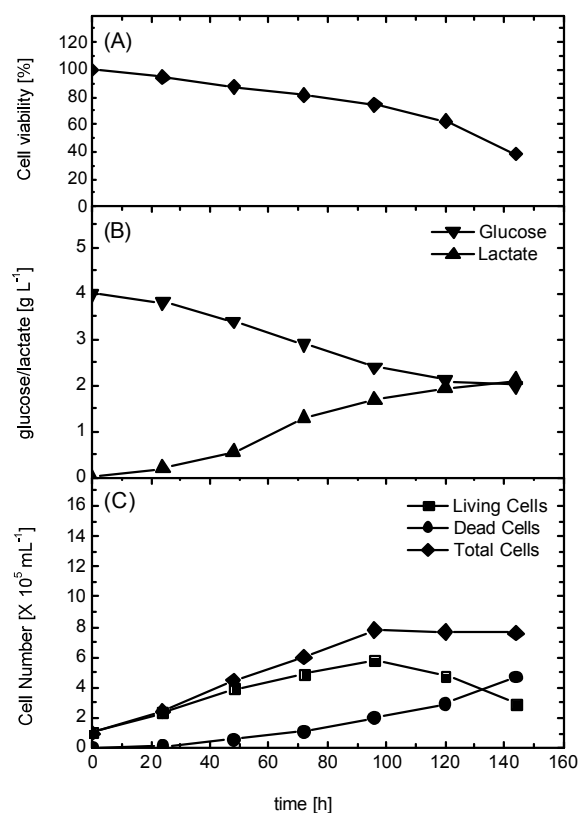 (A)
120
100
80
60
40
20
0
Cell viability [%]
(B)
Glucose
Lactate
5
4
3
2
1
0
glucose/lactate [g L⁻¹]
(C)
Living Cells
Dead Cells
Total Cells
16
14
12
10
8
6
4
2
0
Cell Number [X 10⁵ mL⁻¹]
0 20 40 60 80 100 120 140 160
time [h]